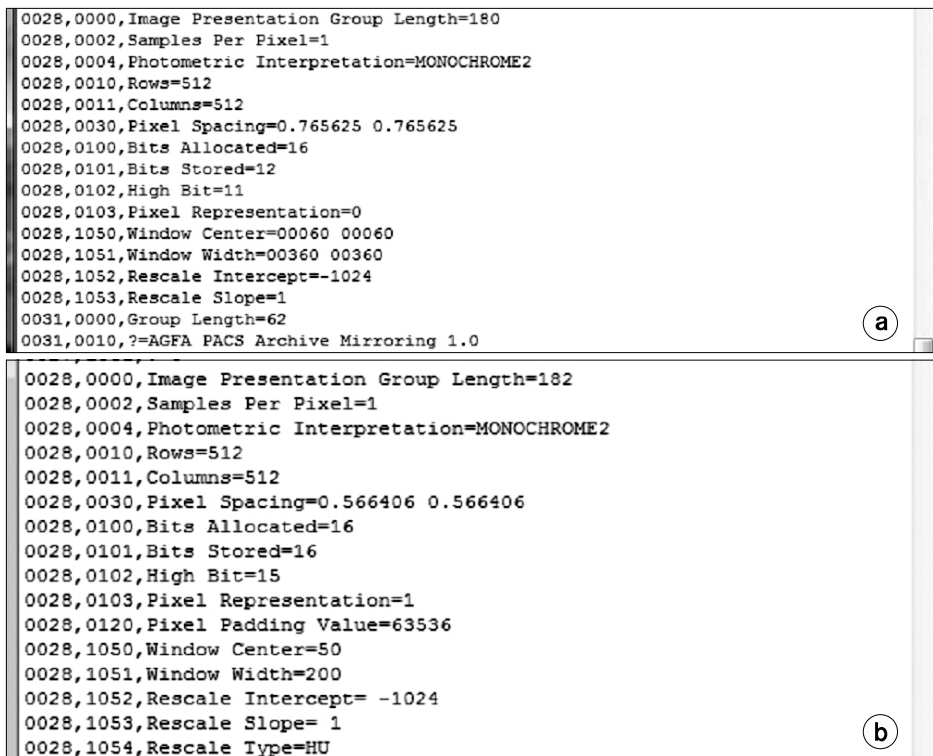 0028,0000,Image Presentation Group Length=180
0028,0002,Samples Per Pixel=1
0028,0004,Photometric Interpretation=MONOCHROME2
0028,0010,Rows=512
0028,0011,Columns=512
0028,0030,Pixel Spacing=0.765625 0.765625
0028,0100,Bits Allocated=16
0028,0101,Bits Stored=12
0028,0102,High Bit=11
0028,0103,Pixel Representation=0
0028,1050,Window Center=00060 00060
0028,1051,Window Width=00360 00360
0028,1052,Rescale Intercept=-1024
0028,1053,Rescale Slope=1
0031,0000,Group Length=62
0031,0010,?=AGFA PACS Archive Mirroring 1.0
a
0028,0000,Image Presentation Group Length=182
0028,0002,Samples Per Pixel=1
0028,0004,Photometric Interpretation=MONOCHROME2
0028,0010,Rows=512
0028,0011,Columns=512
0028,0030,Pixel Spacing=0.566406 0.566406
0028,0100,Bits Allocated=16
0028,0101,Bits Stored=16
0028,0102,High Bit=15
0028,0103,Pixel Representation=1
0028,0120,Pixel Padding Value=63536
0028,1050,Window Center=50
0028,1051,Window Width=200
0028,1052,Rescale Intercept= -1024
0028,1053,Rescale Slope= 1
0028,1054,Rescale Type=HU
b